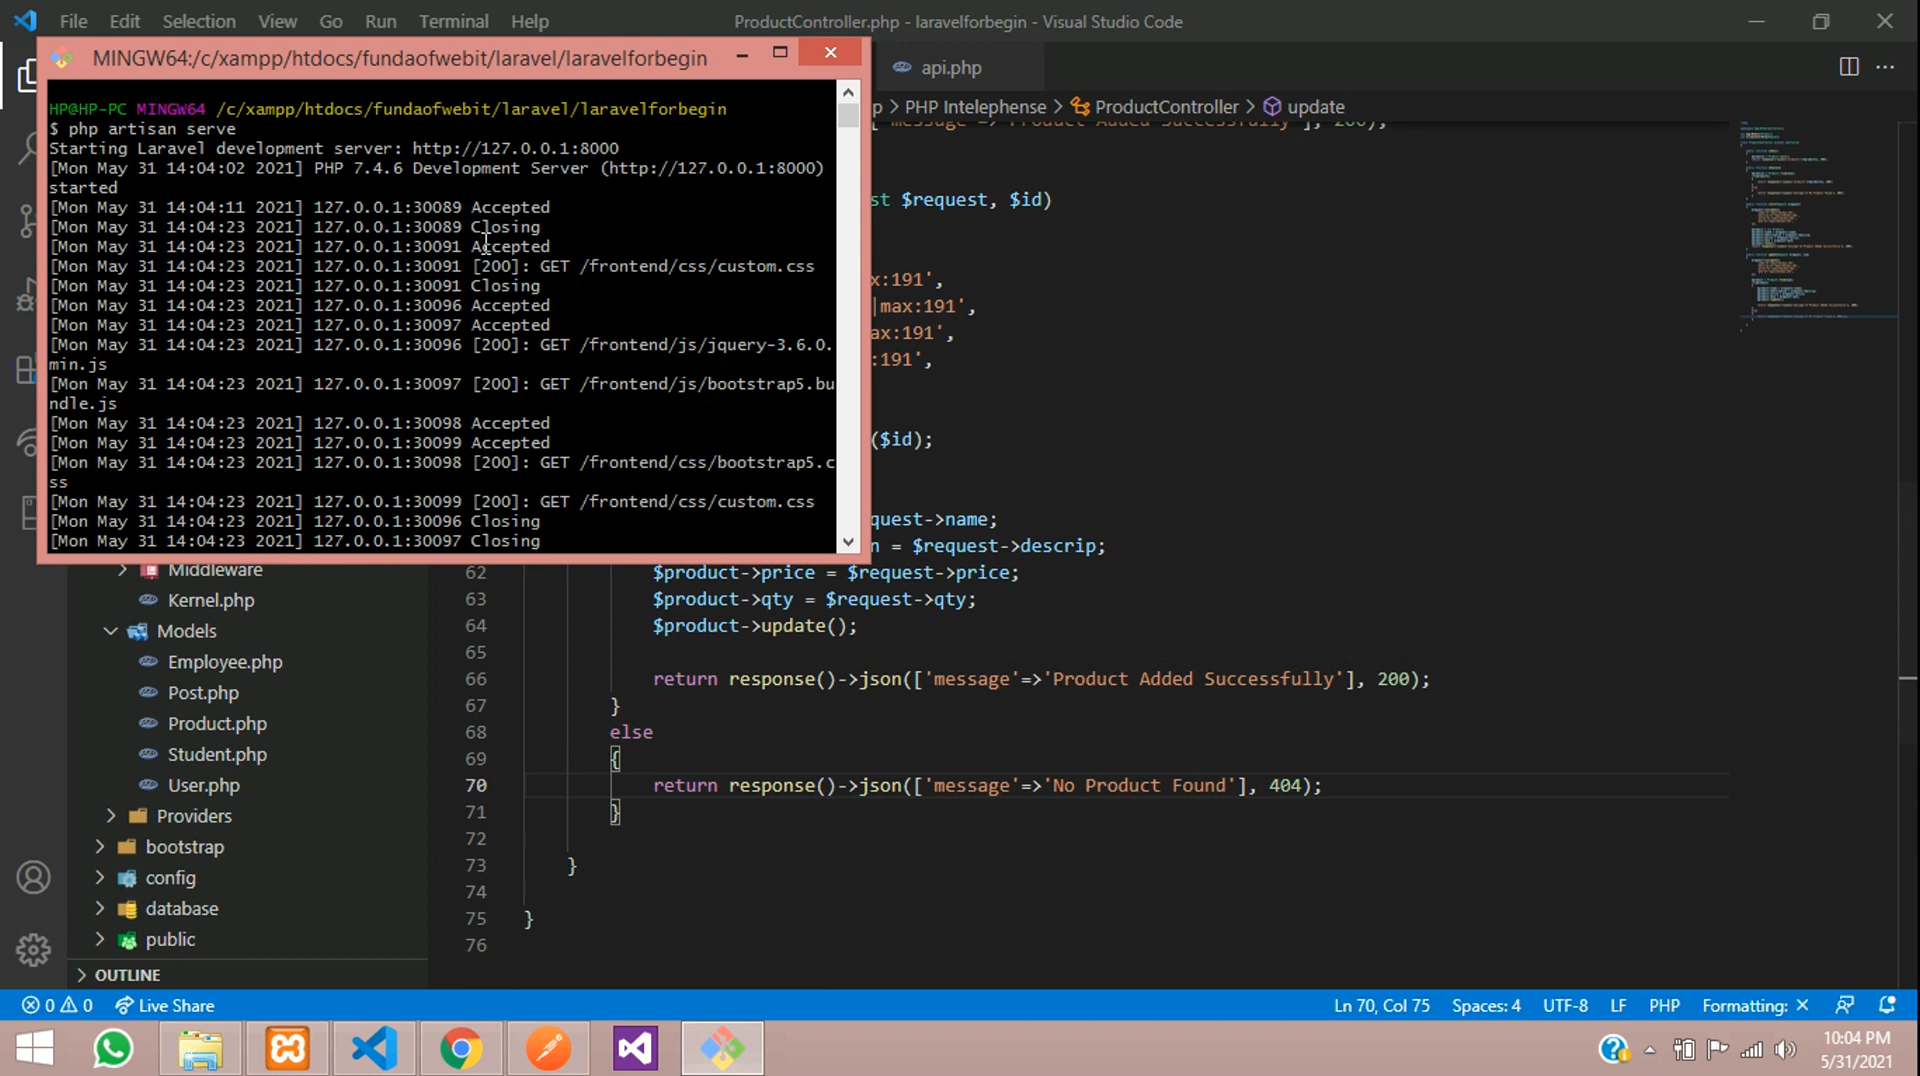 File Edit Selection View Go Run Terminal Help ProductController.php - laravelforbegin - Visual Studio Code
MINGW64:/c/xampp/htdocs/fundaofwebit/laravel/laravelforbegin
api.php
PHP Intelephense > ProductController > update
HP@HP-PC MINGW64 /c/xampp/htdocs/fundaofwebit/laravel/laravelforbegin
$ php artisan serve
Starting Laravel development server: http://127.0.0.1:8000
[Mon May 31 14:04:02 2021] PHP 7.4.6 Development Server (http://127.0.0.1:8000)
started
[Mon May 31 14:04:11 2021] 127.0.0.1:30089 Accepted
[Mon May 31 14:04:23 2021] 127.0.0.1:30089 Closing
[Mon May 31 14:04:23 2021] 127.0.0.1:30091 Accepted
[Mon May 31 14:04:23 2021] 127.0.0.1:30091 [200]: GET /frontend/css/custom.css
[Mon May 31 14:04:23 2021] 127.0.0.1:30091 Closing
[Mon May 31 14:04:23 2021] 127.0.0.1:30096 Accepted
[Mon May 31 14:04:23 2021] 127.0.0.1:30097 Accepted
[Mon May 31 14:04:23 2021] 127.0.0.1:30096 [200]: GET /frontend/js/jquery-3.6.0.
min.js
[Mon May 31 14:04:23 2021] 127.0.0.1:30097 [200]: GET /frontend/js/bootstrap5.bu
ndle.js
[Mon May 31 14:04:23 2021] 127.0.0.1:30098 Accepted
[Mon May 31 14:04:23 2021] 127.0.0.1:30099 Accepted
[Mon May 31 14:04:23 2021] 127.0.0.1:30098 [200]: GET /frontend/css/bootstrap5.c
ss
[Mon May 31 14:04:23 2021] 127.0.0.1:30099 [200]: GET /frontend/css/custom.css
[Mon May 31 14:04:23 2021] 127.0.0.1:30096 Closing
[Mon May 31 14:04:23 2021] 127.0.0.1:30097 Closing
st $request, $id)
x:191',
|max:191',
ax:191',
:191',
($id);
quest->name;
n = $request->descrip;
62 $product->price = $request->price;
63 $product->qty = $request->qty;
64 $product->update();
65
66 return response()->json(['message'=>'Product Added Successfully'], 200);
67 }
68 else
69 {
70 return response()->json(['message'=>'No Product Found'], 404);
71 }
72
73 }
74
75 }
76
Middleware
Kernel.php
Models
Employee.php
Post.php
Product.php
Student.php
User.php
Providers
bootstrap
config
database
public
OUTLINE
0 0 Live Share Ln 70, Col 75 Spaces: 4 UTF-8 LF PHP Formatting: ×
10:04 PM
5/31/2021